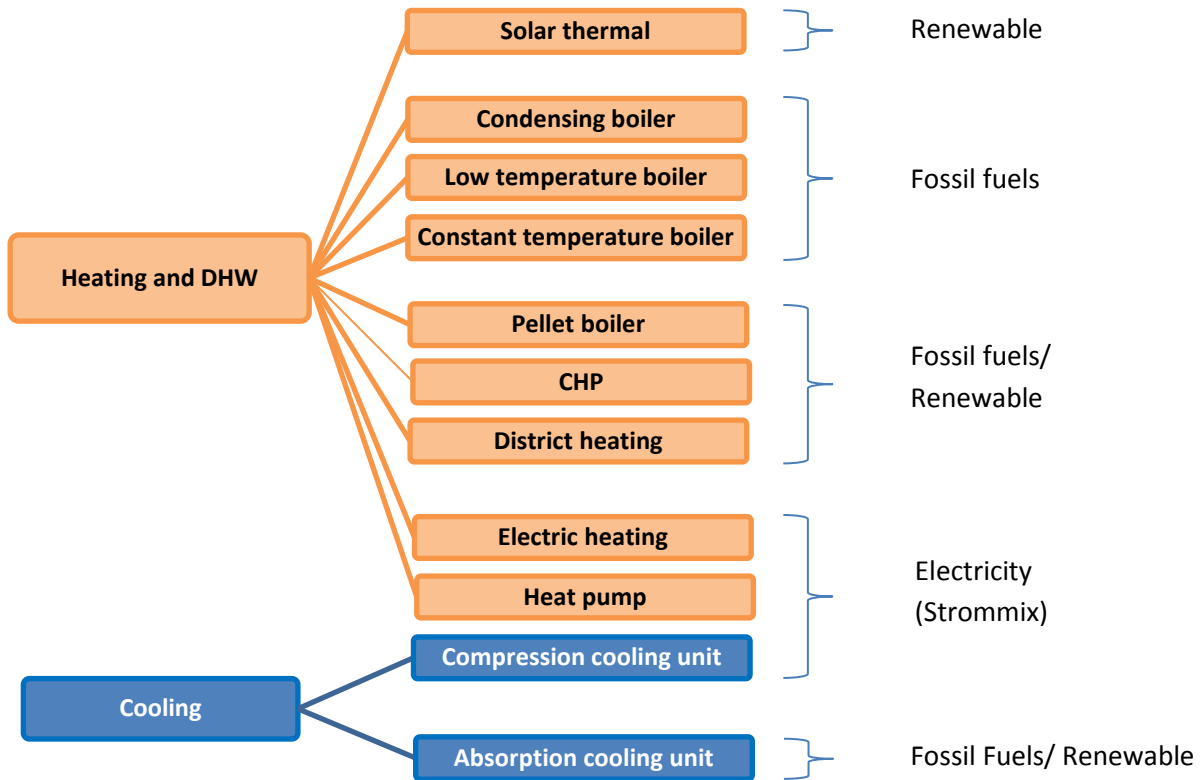 Solar thermal
Renewable
Condensing boiler
Low temperature boiler
Fossil fuels
Constant temperature boiler
Heating and DHW
Pellet boiler
CHP
Fossil fuels/
Renewable
District heating
Electric heating
Heat pump
Electricity
(Strommix)
Compression cooling unit
Cooling
Absorption cooling unit
Fossil Fuels/ Renewable